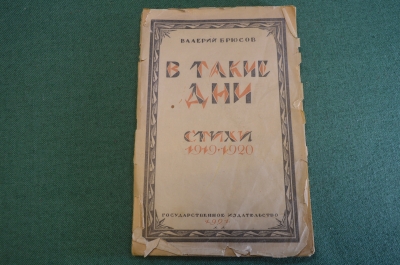 ВАЛЕРИЙ БРЮСОВ
В ТАКИЕ
ДНИ
СТИХИ
1919-1920
ГОСУДАРСТВЕННОЕ ИЗДАТЕЛЬСТВО